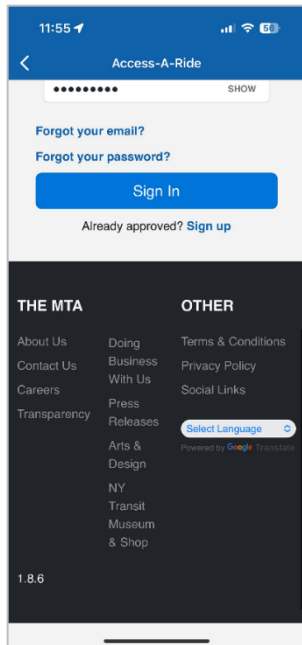 11:55
56
Access-A-Ride
SHOW
Forgot your email?
Forgot your password?
Sign In
Already approved? Sign up
THE MTA
About Us
Contact Us
Careers
Transparency
Doing
Business
With Us
Press
Releases
Arts &
Design
NY
Transit
Museum
& Shop
OTHER
Terms & Conditions
Privacy Policy
Social Links
Select Language
Powered by Google Translate
1.8.6